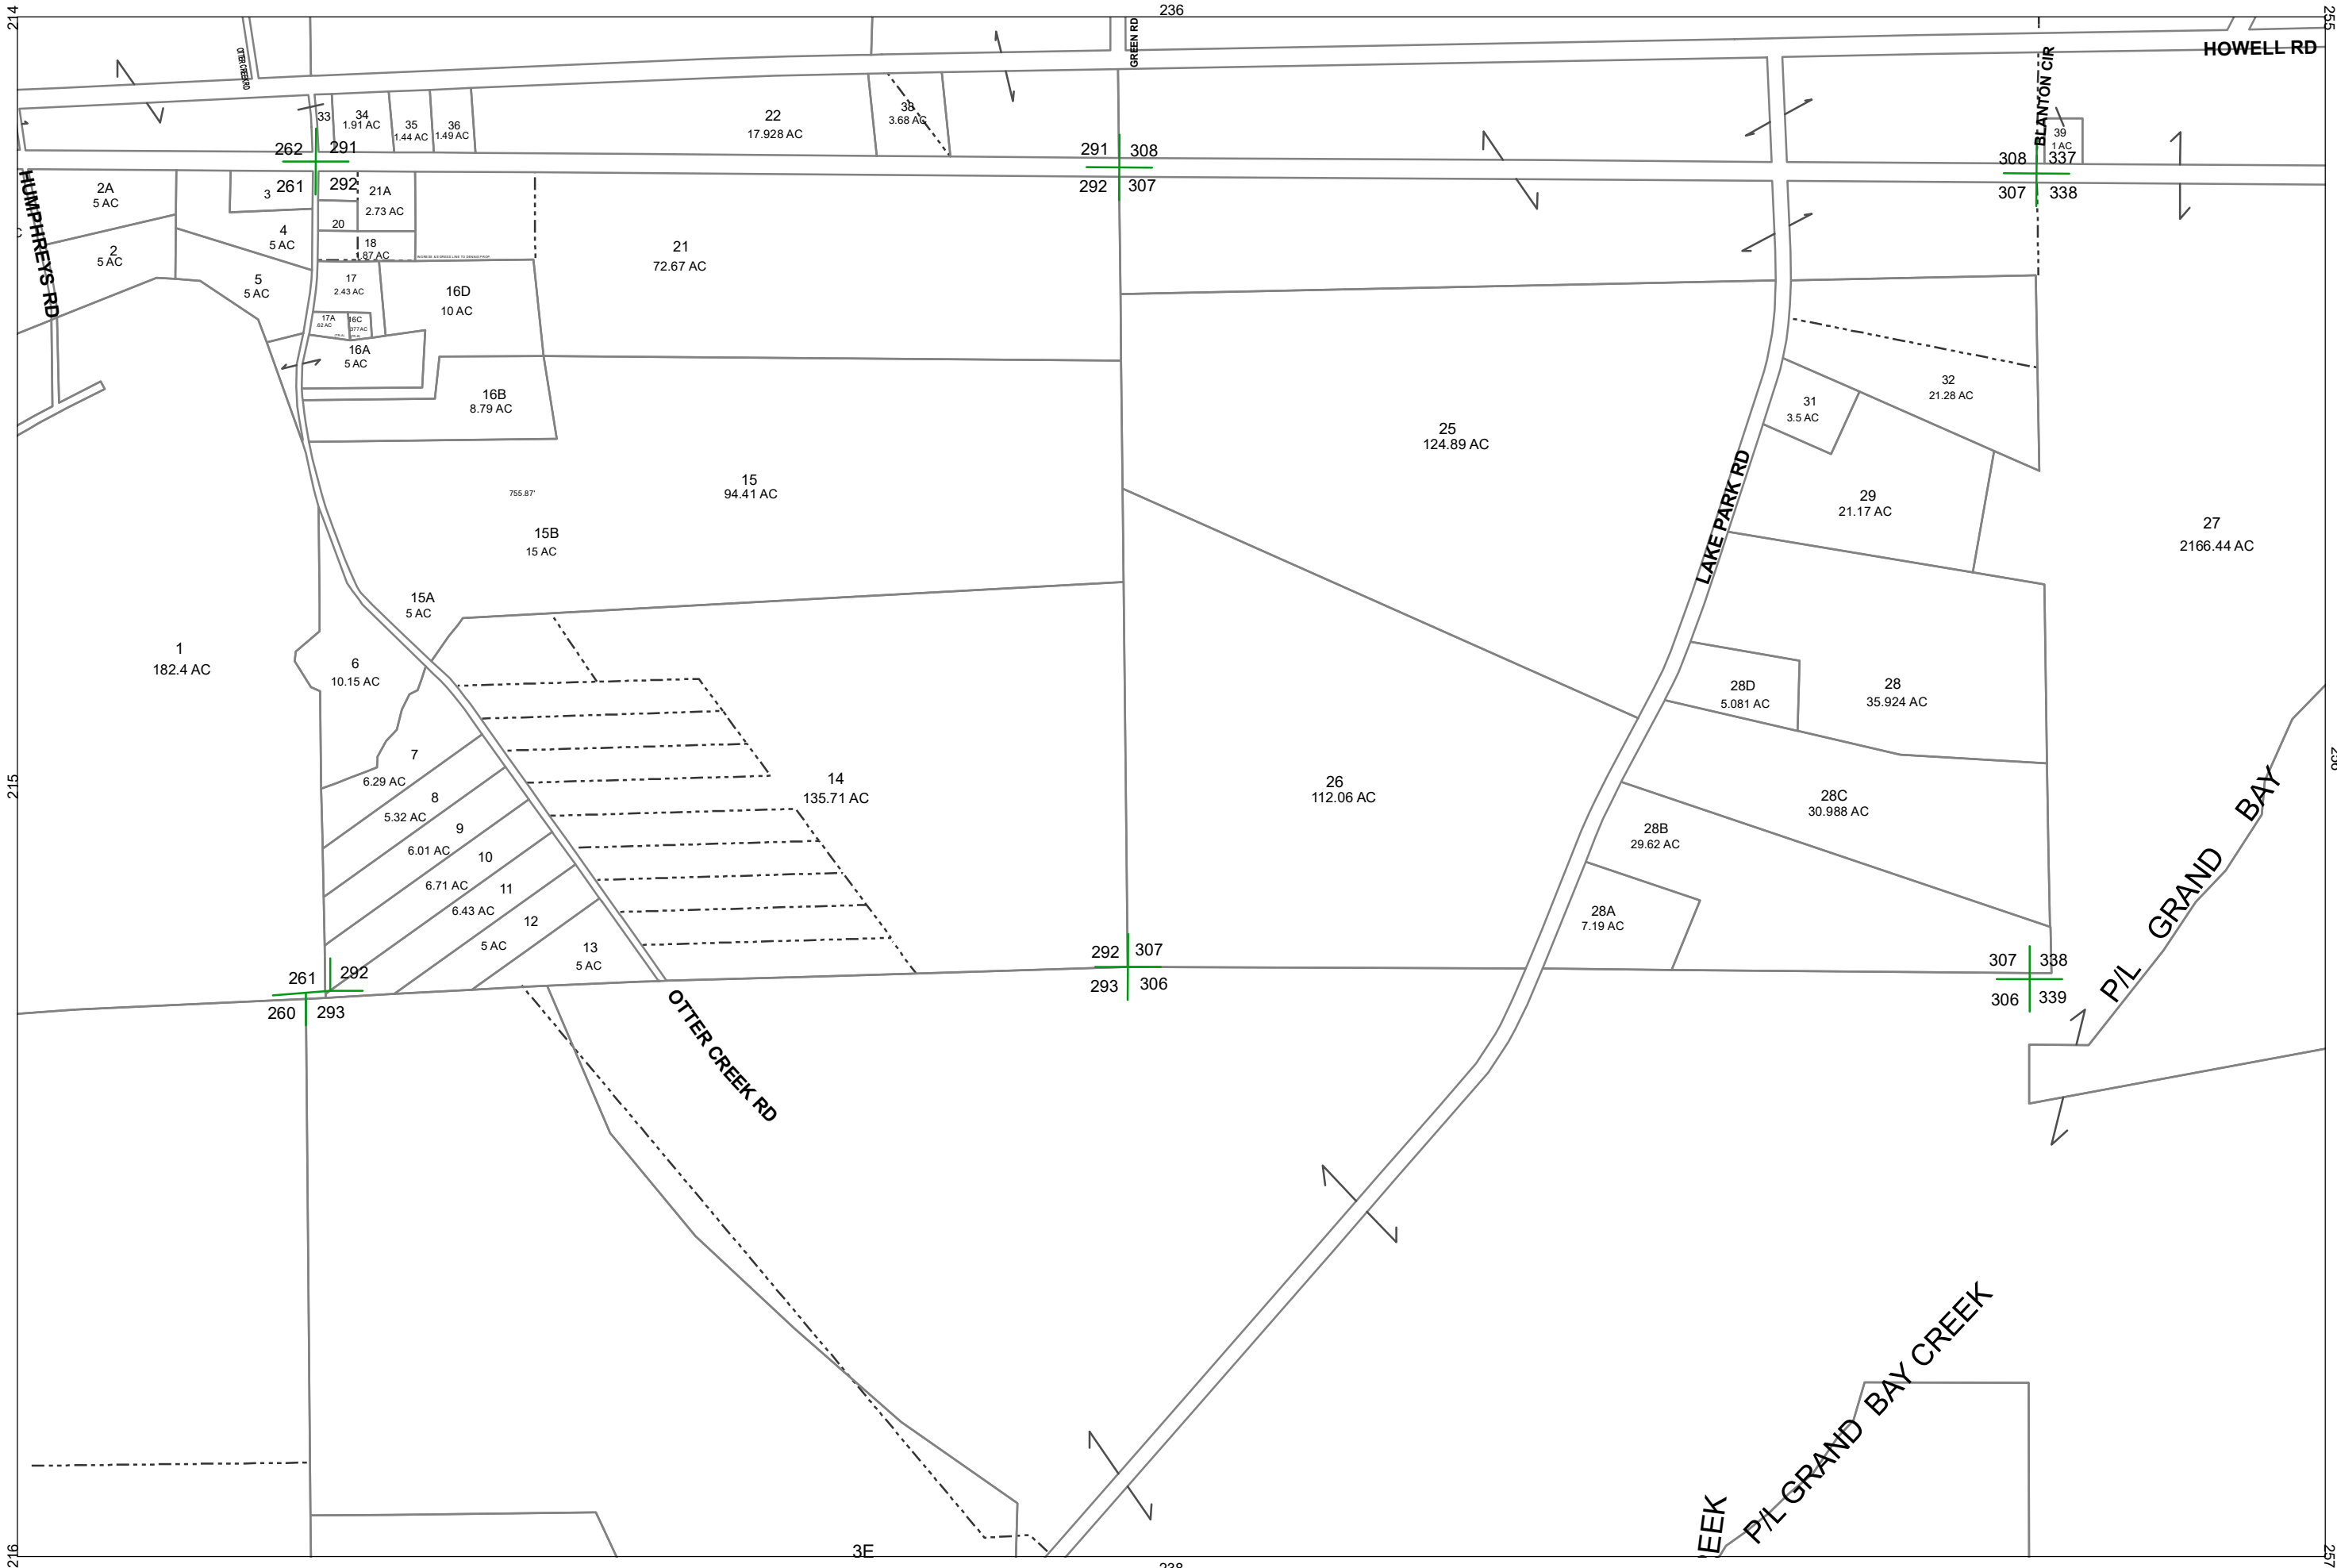 214
236
255
OTTER CREEK RD
GREEN RD
HOWELL RD
BLANTON CIR
33
34
1.91 AC
35
1.44 AC
36
1.49 AC
22
17.928 AC
38
3.68 AC
39
1 AC
262 291
261 292
291 308
292 307
308 337
307 338
HUMPHREYS RD
2A
5 AC
2
5 AC
3
4
5 AC
5
5 AC
21A
2.73 AC
20
18
.87 AC
17
2.43 AC
17A
.62 AC
16C
.377 AC
16A
5 AC
16D
10 AC
16B
8.79 AC
21
72.67 AC
15
94.41 AC
755.87'
15B
15 AC
15A
5 AC
25
124.89 AC
LAKE PARK RD
32
21.28 AC
31
3.5 AC
29
21.17 AC
27
2166.44 AC
1
182.4 AC
6
10.15 AC
7
6.29 AC
8
5.32 AC
9
6.01 AC
10
6.71 AC
11
6.43 AC
12
5 AC
13
5 AC
14
135.71 AC
26
112.06 AC
28D
5.081 AC
28
35.924 AC
28C
30.988 AC
28B
29.62 AC
28A
7.19 AC
215
P/L GRAND BAY
261 292
260 293
292 307
293 306
307 338
306 339
OTTER CREEK RD
P/L GRAND BAY CREEK
EEK
216
3E
238
257